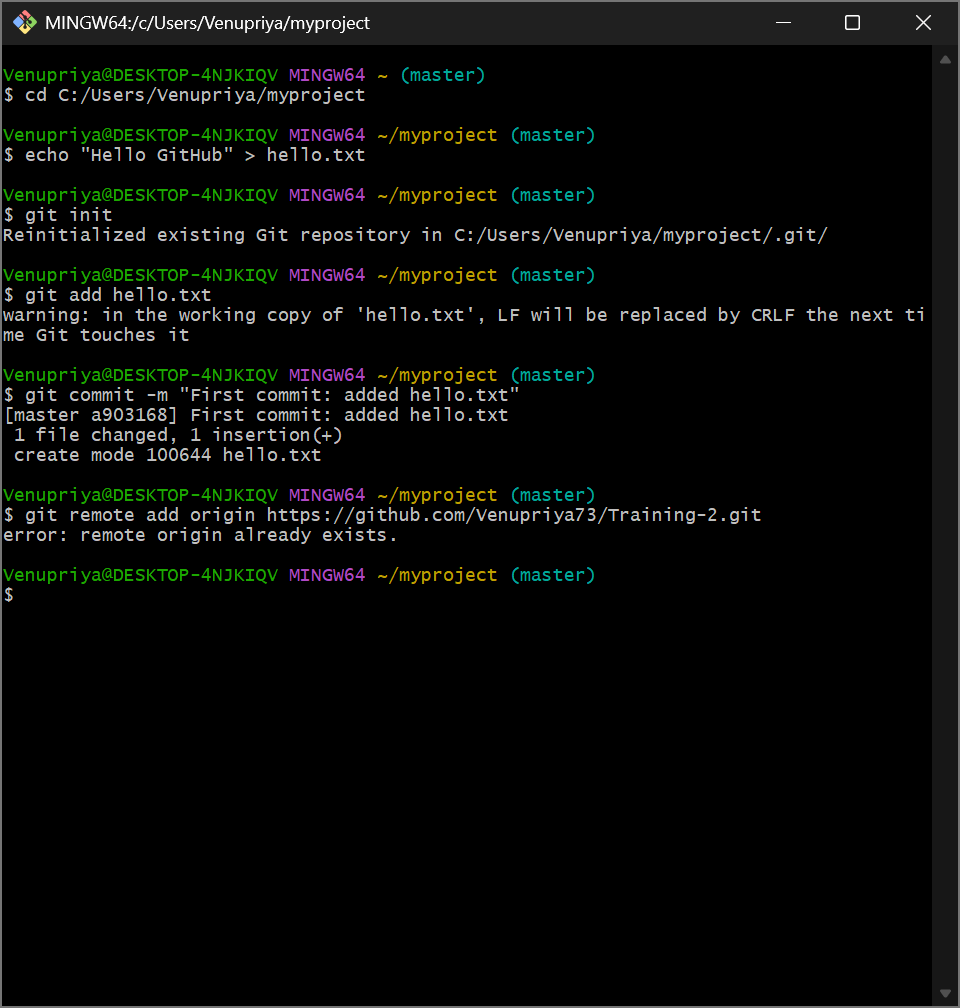 MINGW64:/c/Users/Venupriya/myproject
Venupriya@DESKTOP-4NJKIQV MINGW64 ~ (master)
$ cd C:/Users/Venupriya/myproject
Venupriya@DESKTOP-4NJKIQV MINGW64 ~/myproject (master)
$ echo "Hello GitHub" > hello.txt
Venupriya@DESKTOP-4NJKIQV MINGW64 ~/myproject (master)
$ git init
Reinitialized existing Git repository in C:/Users/Venupriya/myproject/.git/
Venupriya@DESKTOP-4NJKIQV MINGW64 ~/myproject (master)
$ git add hello.txt
warning: in the working copy of 'hello.txt', LF will be replaced by CRLF the next ti
me Git touches it
Venupriya@DESKTOP-4NJKIQV MINGW64 ~/myproject (master)
$ git commit -m "First commit: added hello.txt"
[master a903168] First commit: added hello.txt
 1 file changed, 1 insertion(+)
 create mode 100644 hello.txt
Venupriya@DESKTOP-4NJKIQV MINGW64 ~/myproject (master)
$ git remote add origin https://github.com/Venupriya73/Training-2.git
error: remote origin already exists.
Venupriya@DESKTOP-4NJKIQV MINGW64 ~/myproject (master)
$